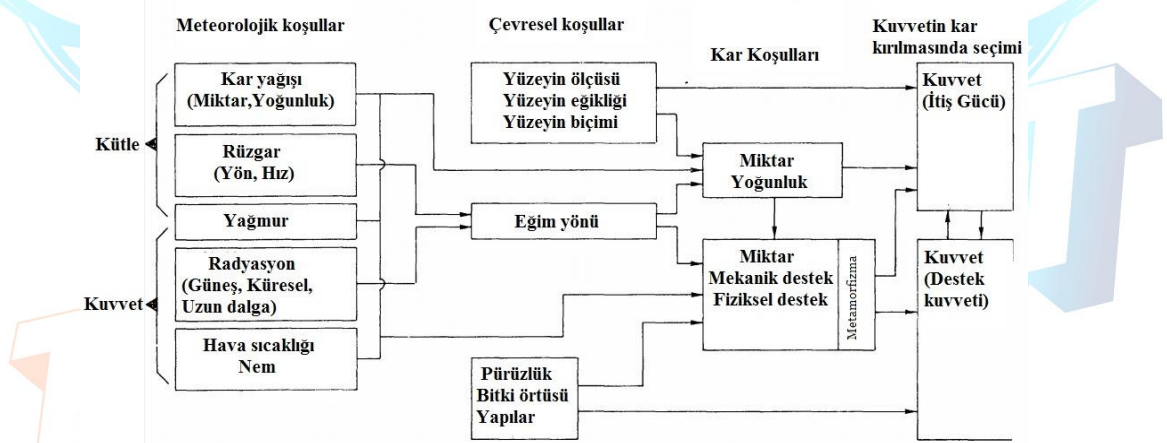 Meteorolojik koşullar
Çevresel koşullar
Kar Koşulları
Kuvvetin kar
kırılmasında seçimi
Kütle
Kuvvet
Kar yağışı
(Miktar,Yoğunluk)
Rüzgar
(Yön, Hız)
Yağmur
Radyasyon
(Güneş, Küresel,
Uzun dalga)
Hava sıcaklığı
Nem
Yüzeyin ölçüsü
Yüzeyin eğikliği
Yüzeyin biçimi
Eğim yönü
Pürüzlük
Bitki örtüsü
Yapılar
Miktar
Yoğunluk
Miktar
Mekanik destek
Fiziksel destek
Metamorfizma
Kuvvet
(İtiş Gücü)
Kuvvet
(Destek
kuvveti)